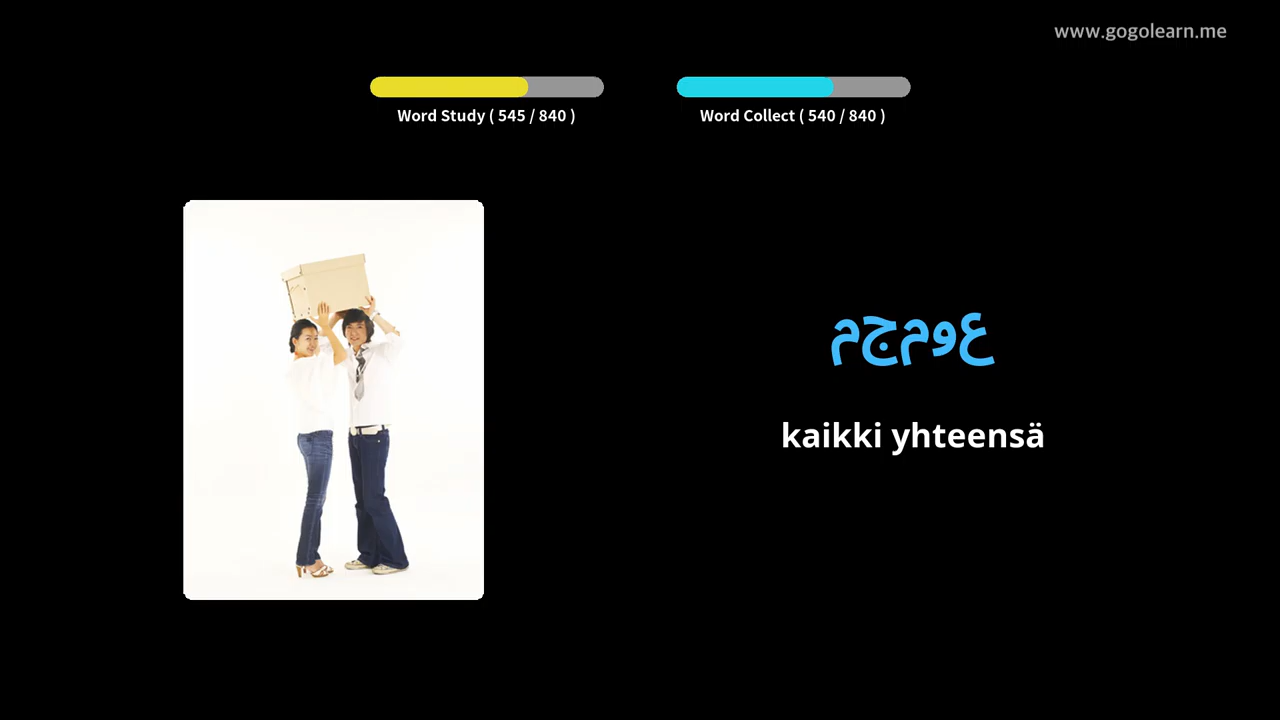 www.gogolearn.me
Word Study ( 545 / 840 )
Word Collect ( 540 / 840 )
مجموع
kaikki yhteensä